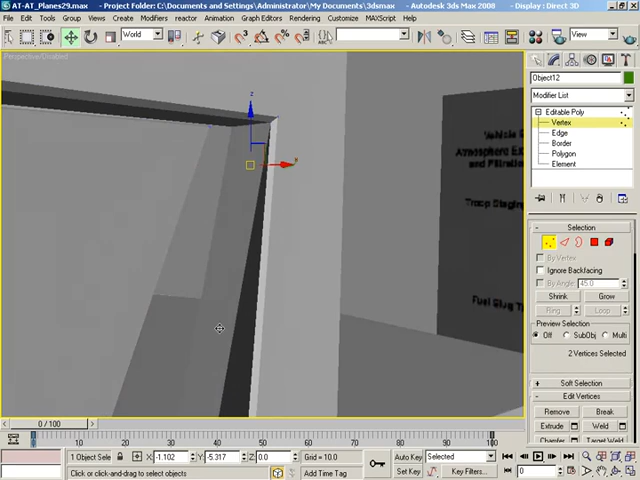 AT-AT_Planes29.max - Project Folder: C:\Documents and Settings\Administrator\My Documents\3dsmax - Autodesk 3ds Max 2008 - Display : Direct 3D
File Edit Tools Group Views Create Modifiers reactor Animation Graph Editors Rendering Customize MAXScript Help
World
View
Perspective/Disabled
Object12
Modifier List
Editable Poly
Vertex
Edge
Border
Polygon
Element
z
Vehicle
Atmosphere
and Filtration
Troop Staging
Fuel Slug T
Selection
By Vertex
Ignore Backfacing
By Angle: 45.0
Shrink Grow
Ring Loop
Preview Selection
Off SubObj Multi
2 Vertices Selected
Soft Selection
Edit Vertices
Remove Break
Extrude Weld
Chamfer Target Weld
0 / 100
0 10 20 30 40 50 60 70 80 90 100
1 Object Sele X: -1.102 Y: -5.317 Z: 0.0 Grid = 10.0 Auto Key Selected
Click or click-and-drag to select objects Add Time Tag Set Key Key Filters... 0